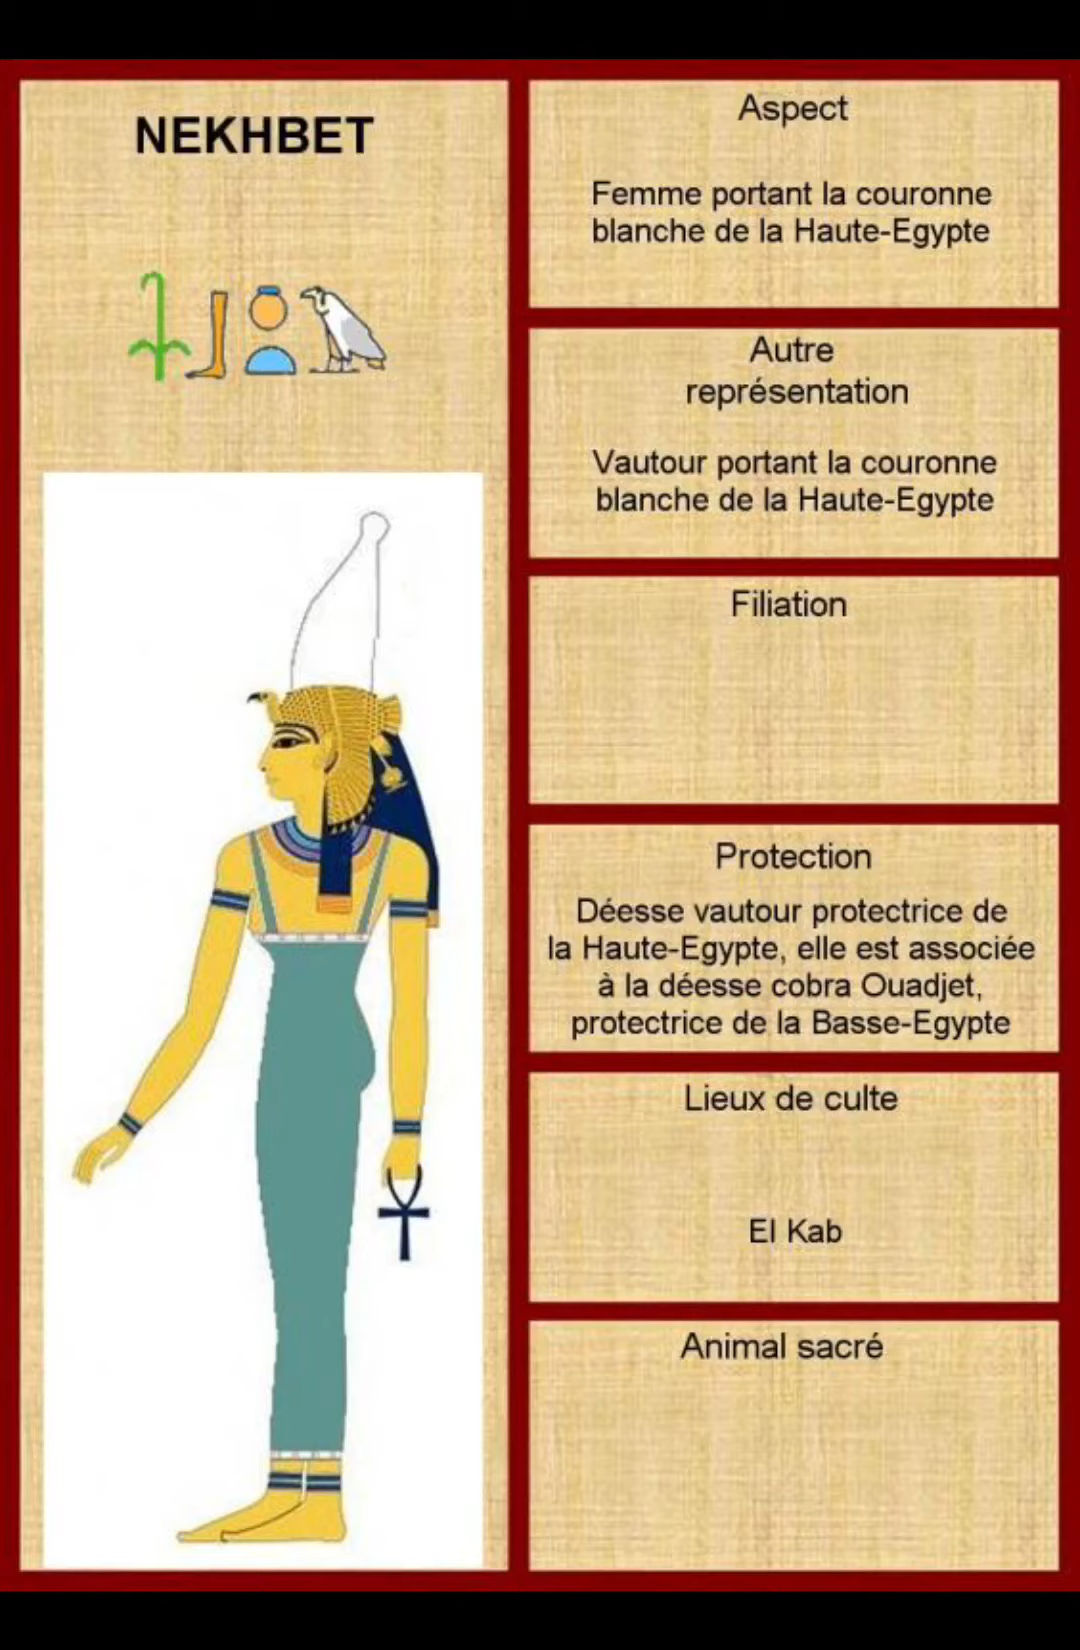 NEKHBET
Aspect
Femme portant la couronne
blanche de la Haute-Egypte
Autre
représentation
Vautour portant la couronne
blanche de la Haute-Egypte
Filiation
Protection
Déesse vautour protectrice de
la Haute-Egypte, elle est associée
à la déesse cobra Ouadjet,
protectrice de la Basse-Egypte
Lieux de culte
El Kab
Animal sacré